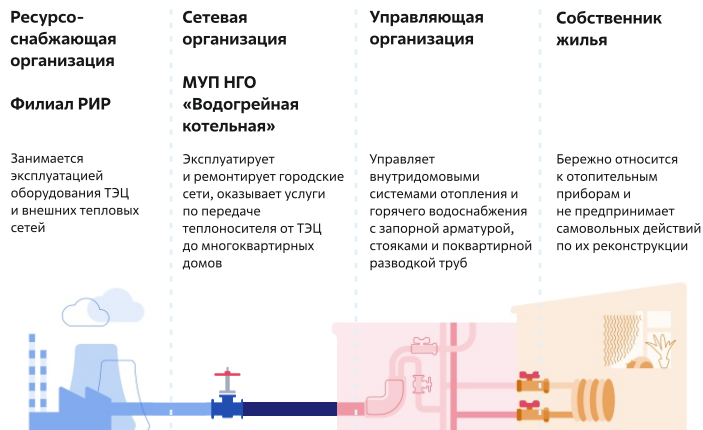 Ресурсо-
снабжающая
организация
Филиал РИР
Занимается
эксплуатацией
оборудования ТЭЦ
и внешних тепловых
сетей
Сетевая
организация
МУП НГО
«Водогрейная
котельная»
Эксплуатирует
и ремонтирует городские
сети, оказывает услуги
по передаче
теплоносителя от ТЭЦ
до многоквартирных
домов
Управляющая
организация
Управляет
внутридомовыми
системами отопления и
горячего водоснабжения
с запорной арматурой,
стояками и поквартирной
разводкой труб
Собственник
жилья
Бережно относится
к отопительным
приборам и
не предпринимает
самовольных действий
по их реконструкции